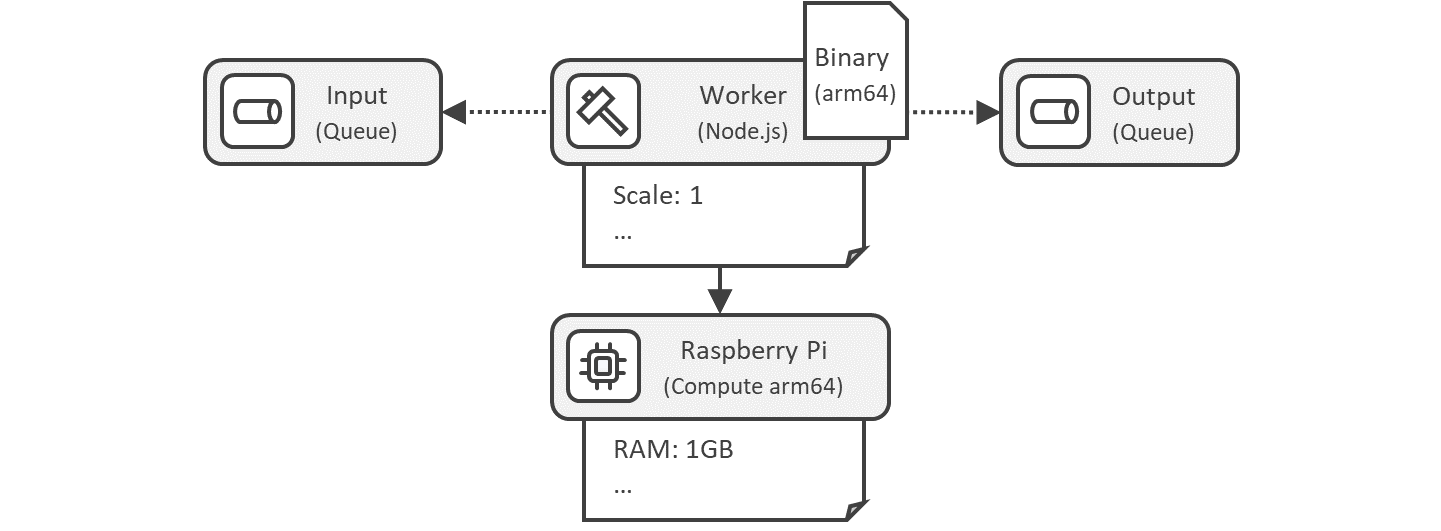 Input
(Queue)
Worker
(Node.js)
Binary
(arm64)
Output
(Queue)
Scale: 1
...
Raspberry Pi
(Compute arm64)
RAM: 1GB
...